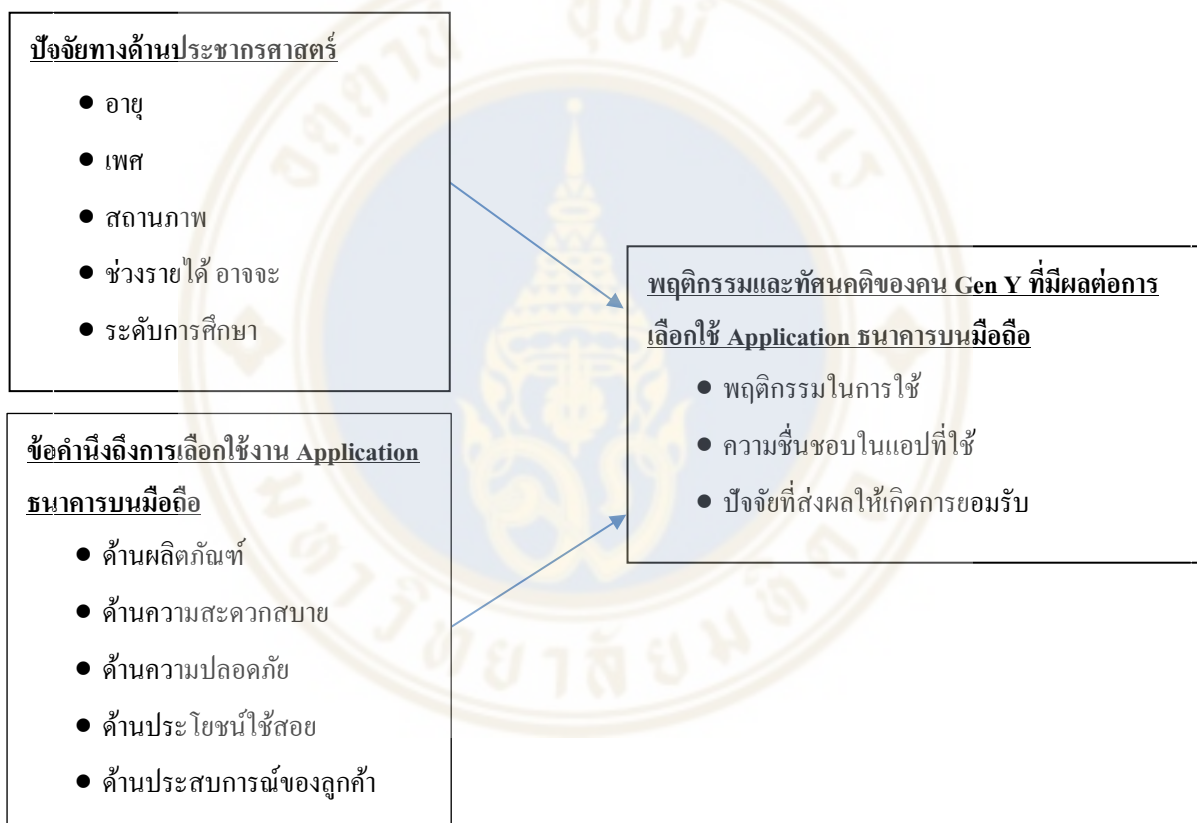 ปัจจัยทางด้านประชากรศาสตร์
● อายุ
● เพศ
● สถานภาพ
● ช่วงรายได้ อาจจะ
● ระดับการศึกษา
ข้อคำนึงถึงการเลือกใช้งาน Application
ธนาคารบนมือถือ
● ด้านผลิตภัณฑ์
● ด้านความสะดวกสบาย
● ด้านความปลอดภัย
● ด้านประโยชน์ใช้สอย
● ด้านประสบการณ์ของลูกค้า
พฤติกรรมและทัศนคติของคน Gen Y ที่มีผลต่อการ
เลือกใช้ Application ธนาคารบนมือถือ
● พฤติกรรมในการใช้
● ความชื่นชอบในแอปที่ใช้
● ปัจจัยที่ส่งผลให้เกิดการยอมรับ
มหาวิทยาลัยมหิดล